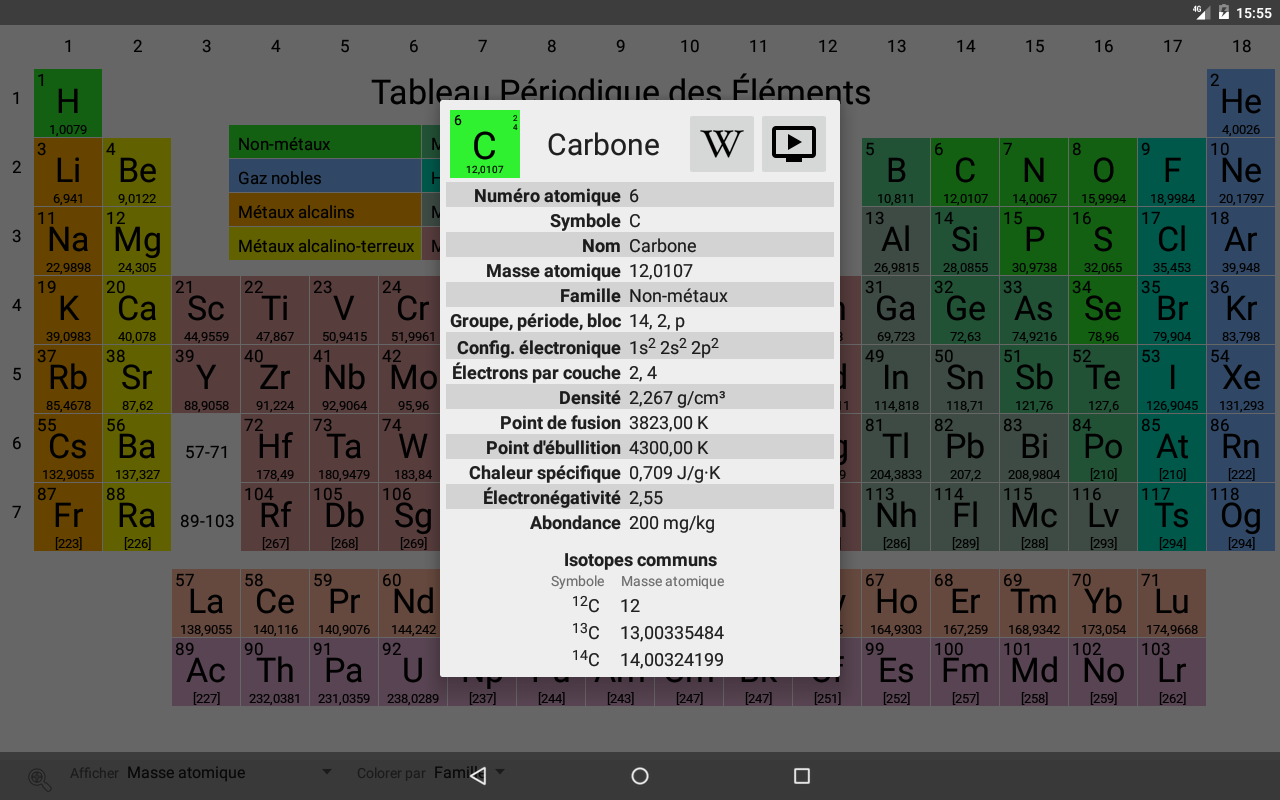 4G 15:55
1 2 3 4 5 6 7 8 9 10 11 12 13 14 15 16 17 18
Tableau Périodique des Éléments
1
1 H 1,0079
2 He 4,0026
Non-métaux
Gaz nobles
Métaux alcalins
Métaux alcalino-terreux
2
3 Li 6,941
4 Be 9,0122
5 B 10,811
6 C 12,0107
7 N 14,0067
8 O 15,9994
9 F 18,9984
10 Ne 20,1797
3
11 Na 22,9898
12 Mg 24,305
13 Al 26,9815
14 Si 28,0855
15 P 30,9738
16 S 32,065
17 Cl 35,453
18 Ar 39,948
4
19 K 39,0983
20 Ca 40,078
21 Sc 44,9559
22 Ti 47,867
23 V 50,9415
24 Cr 51,9961
31 Ga 69,723
32 Ge 72,63
33 As 74,9216
34 Se 78,96
35 Br 79,904
36 Kr 83,798
5
37 Rb 85,4678
38 Sr 87,62
39 Y 88,9058
40 Zr 91,224
41 Nb 92,9064
42 Mo 95,96
49 In 114,818
50 Sn 118,71
51 Sb 121,76
52 Te 127,6
53 I 126,9045
54 Xe 131,293
6
55 Cs 132,9055
56 Ba 137,327
57-71
72 Hf 178,49
73 Ta 180,9479
74 W 183,84
81 Tl 204,3833
82 Pb 207,2
83 Bi 208,9804
84 Po [210]
85 At [210]
86 Rn [222]
7
87 Fr [223]
88 Ra [226]
89-103
104 Rf [267]
105 Db [268]
106 Sg [269]
113 Nh [286]
114 Fl [289]
115 Mc [288]
116 Lv [293]
117 Ts [294]
118 Og [294]
57 La 138,9055
58 Ce 140,116
59 Pr 140,9076
60 Nd 144,242
67 Ho 164,9303
68 Er 167,259
69 Tm 168,9342
70 Yb 173,054
71 Lu 174,9668
89 Ac [227]
90 Th 232,0381
91 Pa 231,0359
92 U 238,0289
[237]
[244]
[243]
[247]
[247]
[251]
99 Es [252]
100 Fm [257]
101 Md [258]
102 No [259]
103 Lr [262]
6 C 2 4 12,0107
Carbone W
Numéro atomique 6
Symbole C
Nom Carbone
Masse atomique 12,0107
Famille Non-métaux
Groupe, période, bloc 14, 2, p
Config. électronique 1s² 2s² 2p²
Électrons par couche 2, 4
Densité 2,267 g/cm³
Point de fusion 3823,00 K
Point d'ébullition 4300,00 K
Chaleur spécifique 0,709 J/g·K
Électronégativité 2,55
Abondance 200 mg/kg
Isotopes communs
Symbole Masse atomique
¹²C 12
¹³C 13,00335484
¹⁴C 14,00324199
Afficher Masse atomique Colorer par Famille